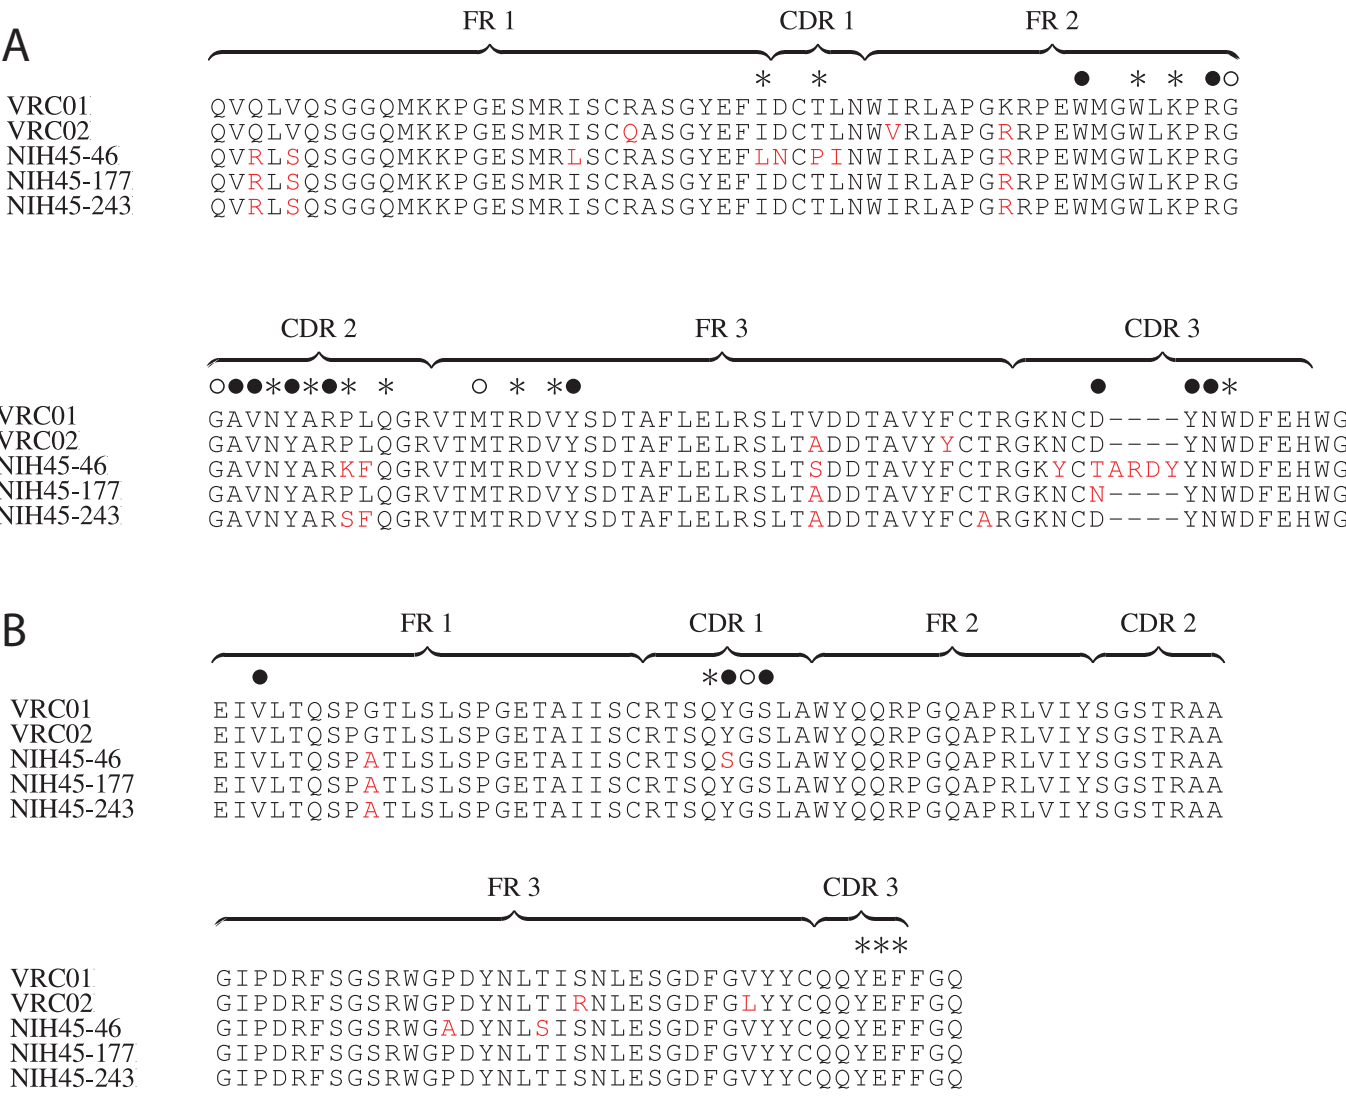 A
FR 1 CDR 1 FR 2
* * ● * * ●○
VRC01 QVQLVQSGGQMKKPGESMRISCRASGYEFIDCTLNWIRLAPGKRPEWMGWLKPRG
VRC02 QVQLVQSGGQMKKPGESMRISCQASGYEFIDCTLNWVRLAPGRRPEWMGWLKPRG
NIH45-46 QVRLSQSGGQMKKPGESMRLSCRASGYEFLNCPINWIRLAPGRRPEWMGWLKPRG
NIH45-177 QVRLSQSGGQMKKPGESMRISCRASGYEFIDCTLNWIRLAPGRRPEWMGWLKPRG
NIH45-243 QVRLSQSGGQMKKPGESMRISCRASGYEFIDCTLNWIRLAPGRRPEWMGWLKPRG
CDR 2 FR 3 CDR 3
○●●*●*●* * ○ * *● ● ●●*
VRC01 GAVNYARPLQGRVTMTRDVYSDTAFLELRSLTVDDTAVYFCTRGKNCD----YNWDFEHWG
VRC02 GAVNYARPLQGRVTMTRDVYSDTAFLELRSLTADDTAVYYCTRGKNCD----YNWDFEHWG
NIH45-46 GAVNYARKFQGRVTMTRDVYSDTAFLELRSLTSDDTAVYFCTRGKYCTARDYYNWDFEHWG
NIH45-177 GAVNYARPLQGRVTMTRDVYSDTAFLELRSLTADDTAVYFCTRGKNCN----YNWDFEHWG
NIH45-243 GAVNYARSFQGRVTMTRDVYSDTAFLELRSLTADDTAVYFCARGKNCD----YNWDFEHWG
B
FR 1 CDR 1 FR 2 CDR 2
● *●○●
VRC01 EIVLTQSPGTLSLSPGETAIISCRTSQYGSLAWYQQRPGQAPRLVIYSGSTRAA
VRC02 EIVLTQSPGTLSLSPGETAIISCRTSQYGSLAWYQQRPGQAPRLVIYSGSTRAA
NIH45-46 EIVLTQSPATLSLSPGETAIISCRTSQSGSLAWYQQRPGQAPRLVIYSGSTRAA
NIH45-177 EIVLTQSPATLSLSPGETAIISCRTSQYGSLAWYQQRPGQAPRLVIYSGSTRAA
NIH45-243 EIVLTQSPATLSLSPGETAIISCRTSQYGSLAWYQQRPGQAPRLVIYSGSTRAA
FR 3 CDR 3
***
VRC01 GIPDRFSGSRWGPDYNLTISNLESGDFGVYYCQQYEFFGQ
VRC02 GIPDRFSGSRWGPDYNLTIRNLESGDFGLYYCQQYEFFGQ
NIH45-46 GIPDRFSGSRWGADYNLSISNLESGDFGVYYCQQYEFFGQ
NIH45-177 GIPDRFSGSRWGPDYNLTISNLESGDFGVYYCQQYEFFGQ
NIH45-243 GIPDRFSGSRWGPDYNLTISNLESGDFGVYYCQQYEFFGQ